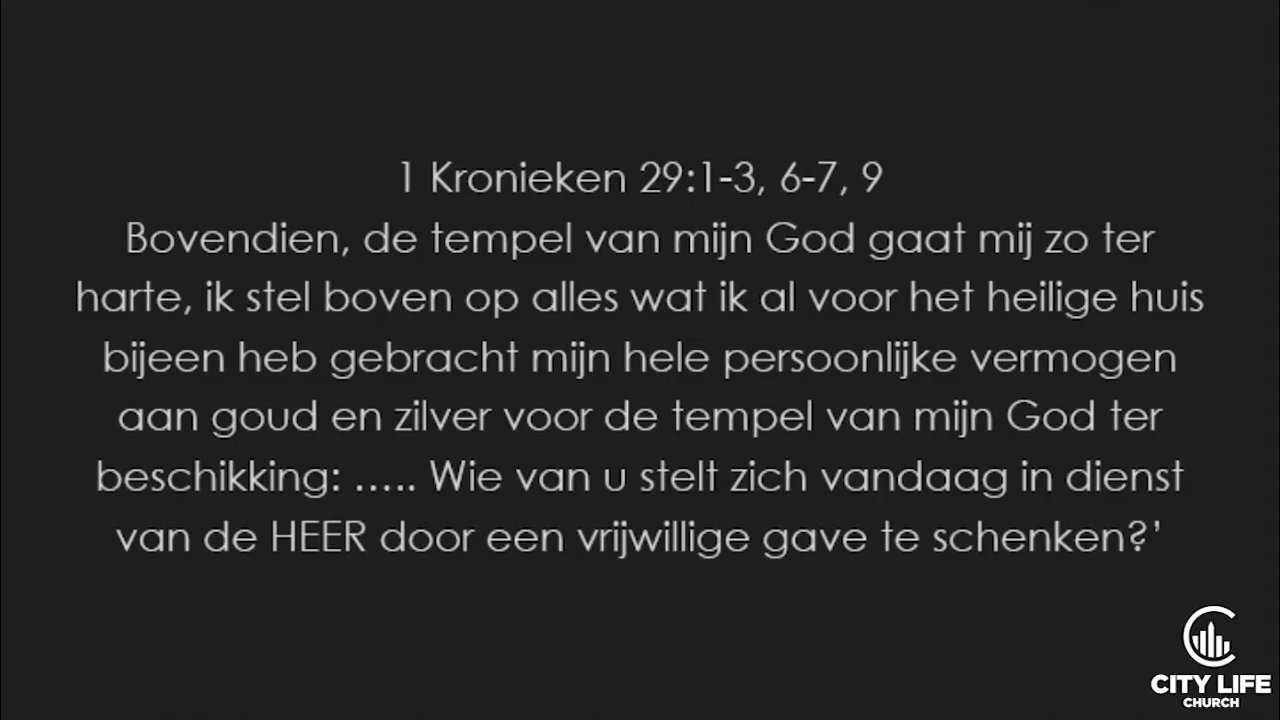 1 Kronieken 29:1-3, 6-7, 9
Bovendien, de tempel van mijn God gaat mij zo ter
harte, ik stel boven op alles wat ik al voor het heilige huis
bijeen heb gebracht mijn hele persoonlijke vermogen
aan goud en zilver voor de tempel van mijn God ter
beschikking: ..... Wie van u stelt zich vandaag in dienst
van de HEER door een vrijwillige gave te schenken?’
CITY LIFE
CHURCH